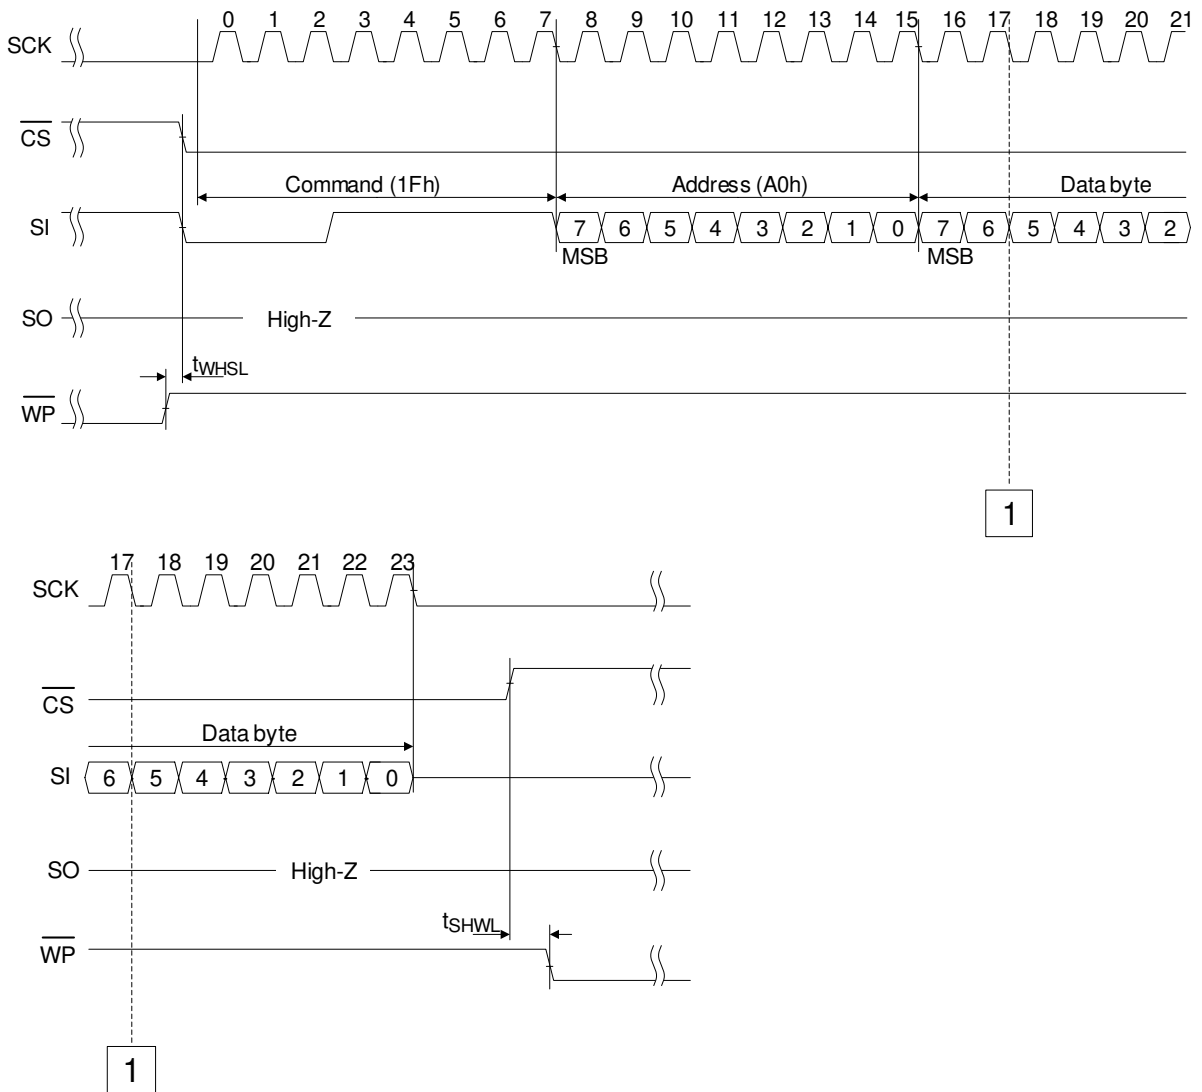 0 1 2 3 4 5 6 7 8 9 10 11 12 13 14 15 16 17 18 19 20 21
SCK
CS
Command (1Fh) Address (A0h) Data byte
SI 7 6 5 4 3 2 1 0 7 6 5 4 3 2
MSB MSB
SO High-Z
tWHSL
WP
1
17 18 19 20 21 22 23
SCK
CS
Data byte
SI 6 5 4 3 2 1 0
SO High-Z
tSHWL
WP
1